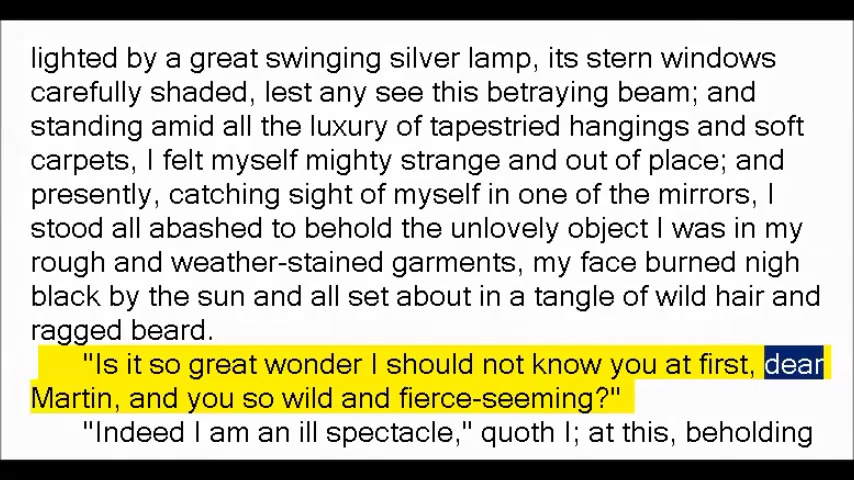 lighted by a great swinging silver lamp, its stern windows
carefully shaded, lest any see this betraying beam; and
standing amid all the luxury of tapestried hangings and soft
carpets, I felt myself mighty strange and out of place; and
presently, catching sight of myself in one of the mirrors, I
stood all abashed to behold the unlovely object I was in my
rough and weather-stained garments, my face burned nigh
black by the sun and all set about in a tangle of wild hair and
ragged beard.
"Is it so great wonder I should not know you at first, dear
Martin, and you so wild and fierce-seeming?"
"Indeed I am an ill spectacle," quoth I; at this, beholding